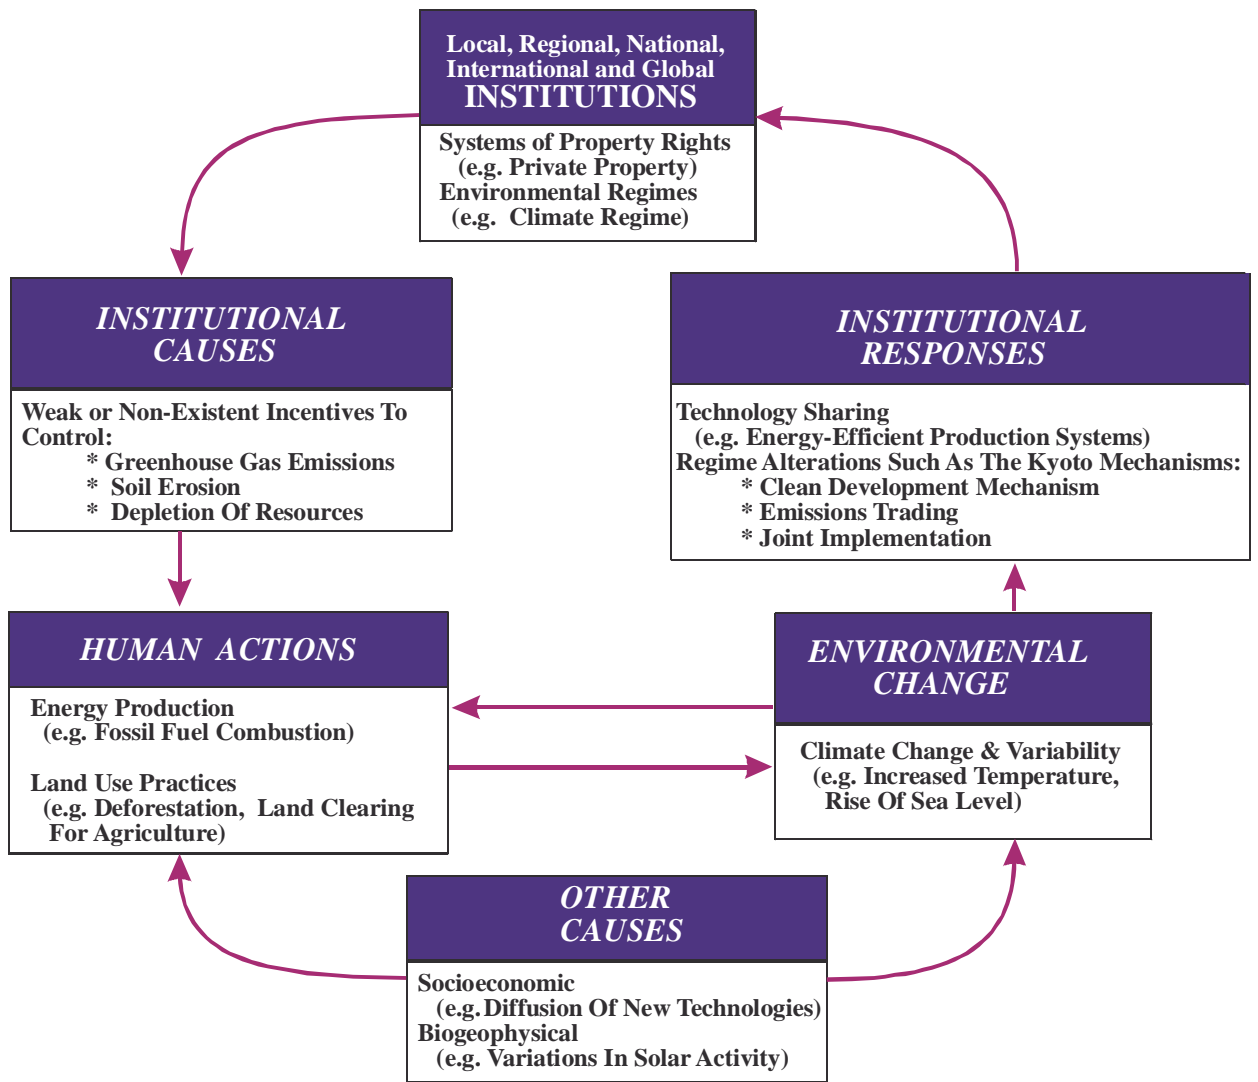 Local, Regional, National,
International and Global
INSTITUTIONS
Systems of Property Rights
(e.g. Private Property)
Environmental Regimes
(e.g. Climate Regime)
INSTITUTIONAL
CAUSES
Weak or Non-Existent Incentives To
Control:
* Greenhouse Gas Emissions
* Soil Erosion
* Depletion Of Resources
INSTITUTIONAL
RESPONSES
Technology Sharing
(e.g. Energy-Efficient Production Systems)
Regime Alterations Such As The Kyoto Mechanisms:
* Clean Development Mechanism
* Emissions Trading
* Joint Implementation
HUMAN ACTIONS
Energy Production
(e.g. Fossil Fuel Combustion)
Land Use Practices
(e.g. Deforestation, Land Clearing
For Agriculture)
ENVIRONMENTAL
CHANGE
Climate Change & Variability
(e.g. Increased Temperature,
Rise Of Sea Level)
OTHER
CAUSES
Socioeconomic
(e.g. Diffusion Of New Technologies)
Biogeophysical
(e.g. Variations In Solar Activity)